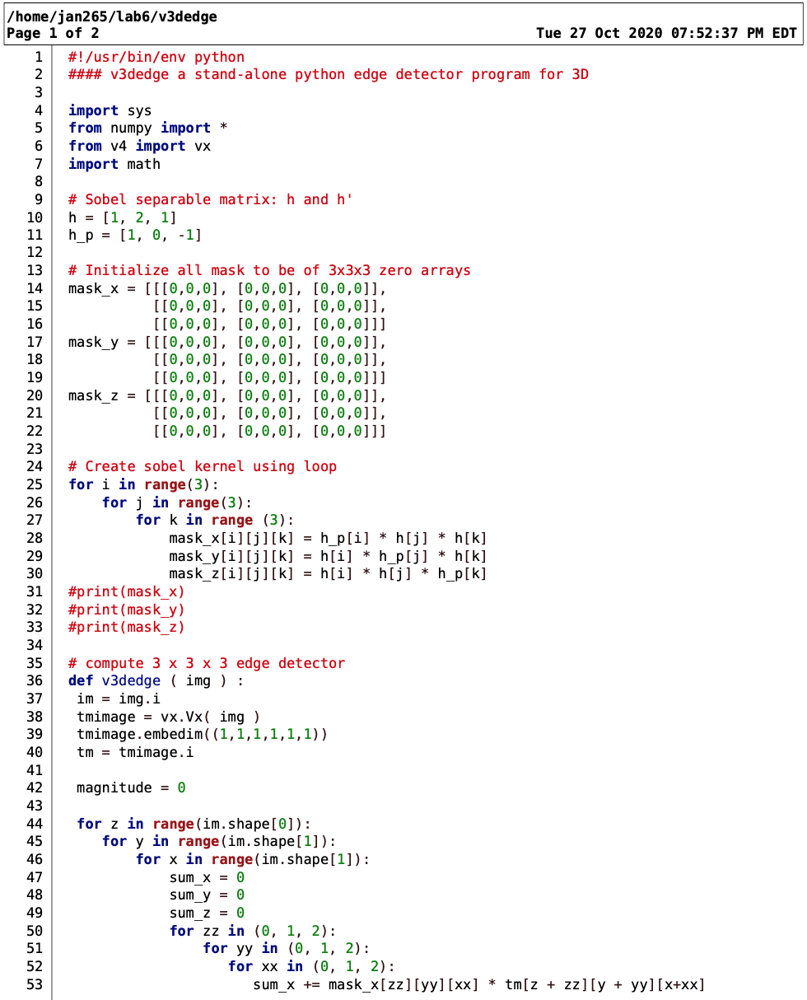 /home/jan265/lab6/v3dedge
Page 1 of 2 Tue 27 Oct 2020 07:52:37 PM EDT
1 #!/usr/bin/env python
2 #### v3dedge a stand-alone python edge detector program for 3D
3
4 import sys
5 from numpy import *
6 from v4 import vx
7 import math
8
9 # Sobel separable matrix: h and h'
10 h = [1, 2, 1]
11 h_p = [1, 0, -1]
12
13 # Initialize all mask to be of 3x3x3 zero arrays
14 mask_x = [[[0,0,0], [0,0,0], [0,0,0]],
15           [[0,0,0], [0,0,0], [0,0,0]],
16           [[0,0,0], [0,0,0], [0,0,0]]]
17 mask_y = [[[0,0,0], [0,0,0], [0,0,0]],
18           [[0,0,0], [0,0,0], [0,0,0]],
19           [[0,0,0], [0,0,0], [0,0,0]]]
20 mask_z = [[[0,0,0], [0,0,0], [0,0,0]],
21           [[0,0,0], [0,0,0], [0,0,0]],
22           [[0,0,0], [0,0,0], [0,0,0]]]
23
24 # Create sobel kernel using loop
25 for i in range(3):
26     for j in range(3):
27         for k in range (3):
28             mask_x[i][j][k] = h_p[i] * h[j] * h[k]
29             mask_y[i][j][k] = h[i] * h_p[j] * h[k]
30             mask_z[i][j][k] = h[i] * h[j] * h_p[k]
31 #print(mask_x)
32 #print(mask_y)
33 #print(mask_z)
34
35 # compute 3 x 3 x 3 edge detector
36 def v3dedge ( img ) :
37  im = img.i
38  tmimage = vx.Vx( img )
39  tmimage.embedim((1,1,1,1,1,1))
40  tm = tmimage.i
41
42  magnitude = 0
43
44  for z in range(im.shape[0]):
45     for y in range(im.shape[1]):
46         for x in range(im.shape[1]):
47             sum_x = 0
48             sum_y = 0
49             sum_z = 0
50             for zz in (0, 1, 2):
51                 for yy in (0, 1, 2):
52                    for xx in (0, 1, 2):
53                       sum_x += mask_x[zz][yy][xx] * tm[z + zz][y + yy][x+xx]